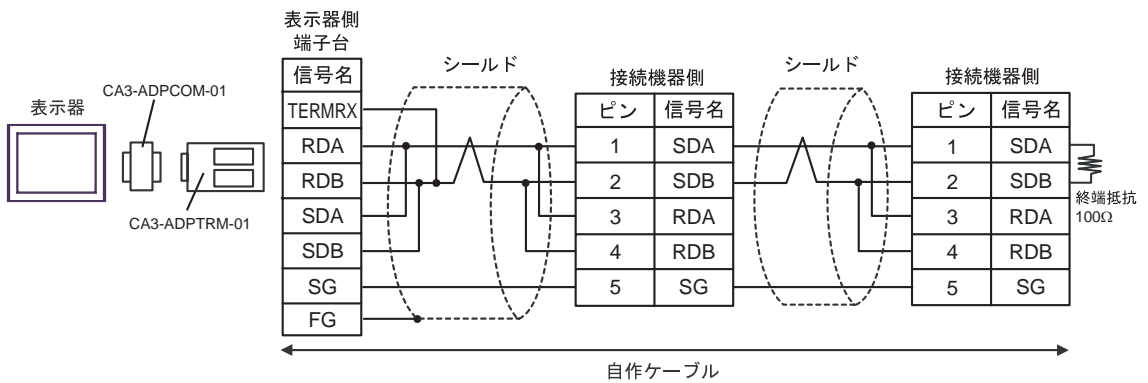 表示器
CA3-ADPCOM-01
CA3-ADPTRM-01
表示器側
端子台
信号名
TERMRX
RDA
RDB
SDA
SDB
SG
FG
シールド
接続機器側
ピン 信号名
1 SDA
2 SDB
3 RDA
4 RDB
5 SG
シールド
接続機器側
ピン 信号名
1 SDA
2 SDB
3 RDA
4 RDB
5 SG
終端抵抗
100Ω
自作ケーブル